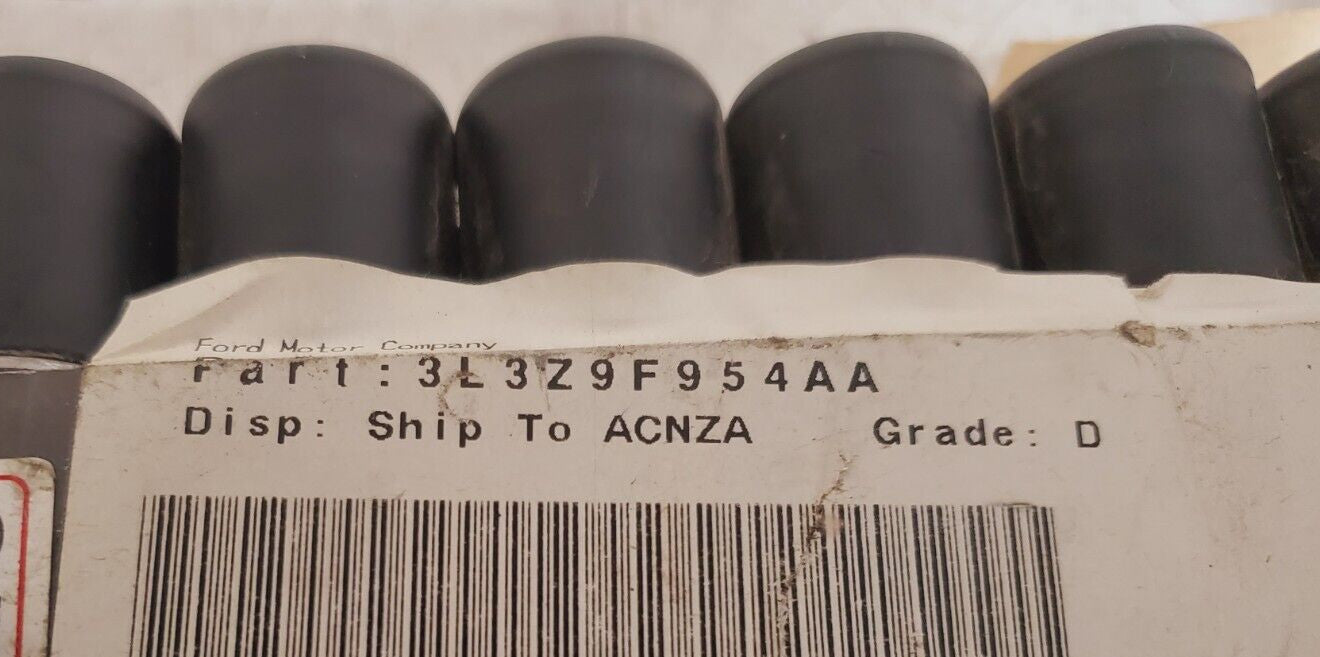 Ford Motor Company
Part: 3L3Z9F954AA
Disp: Ship To ACNZA Grade: D